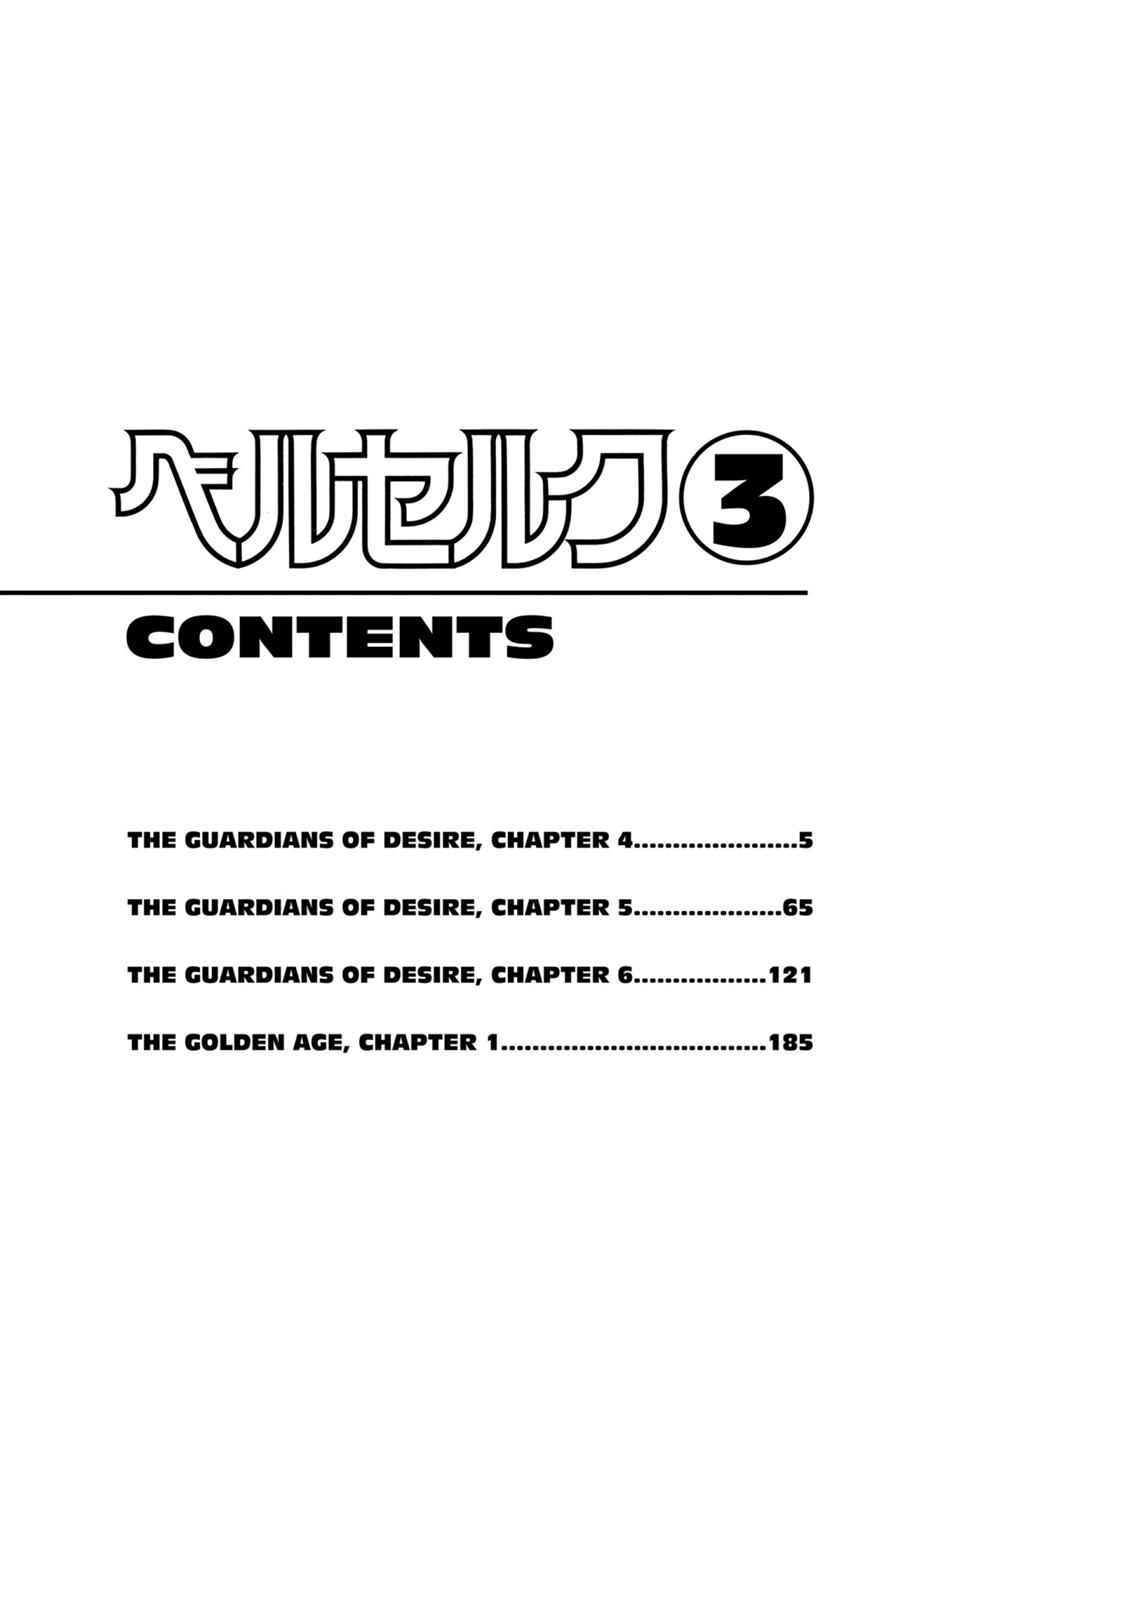 ベルセルク 3
CONTENTS
THE GUARDIANS OF DESIRE, CHAPTER 4.....................5
THE GUARDIANS OF DESIRE, CHAPTER 5...................65
THE GUARDIANS OF DESIRE, CHAPTER 6.................121
THE GOLDEN AGE, CHAPTER 1..................................185